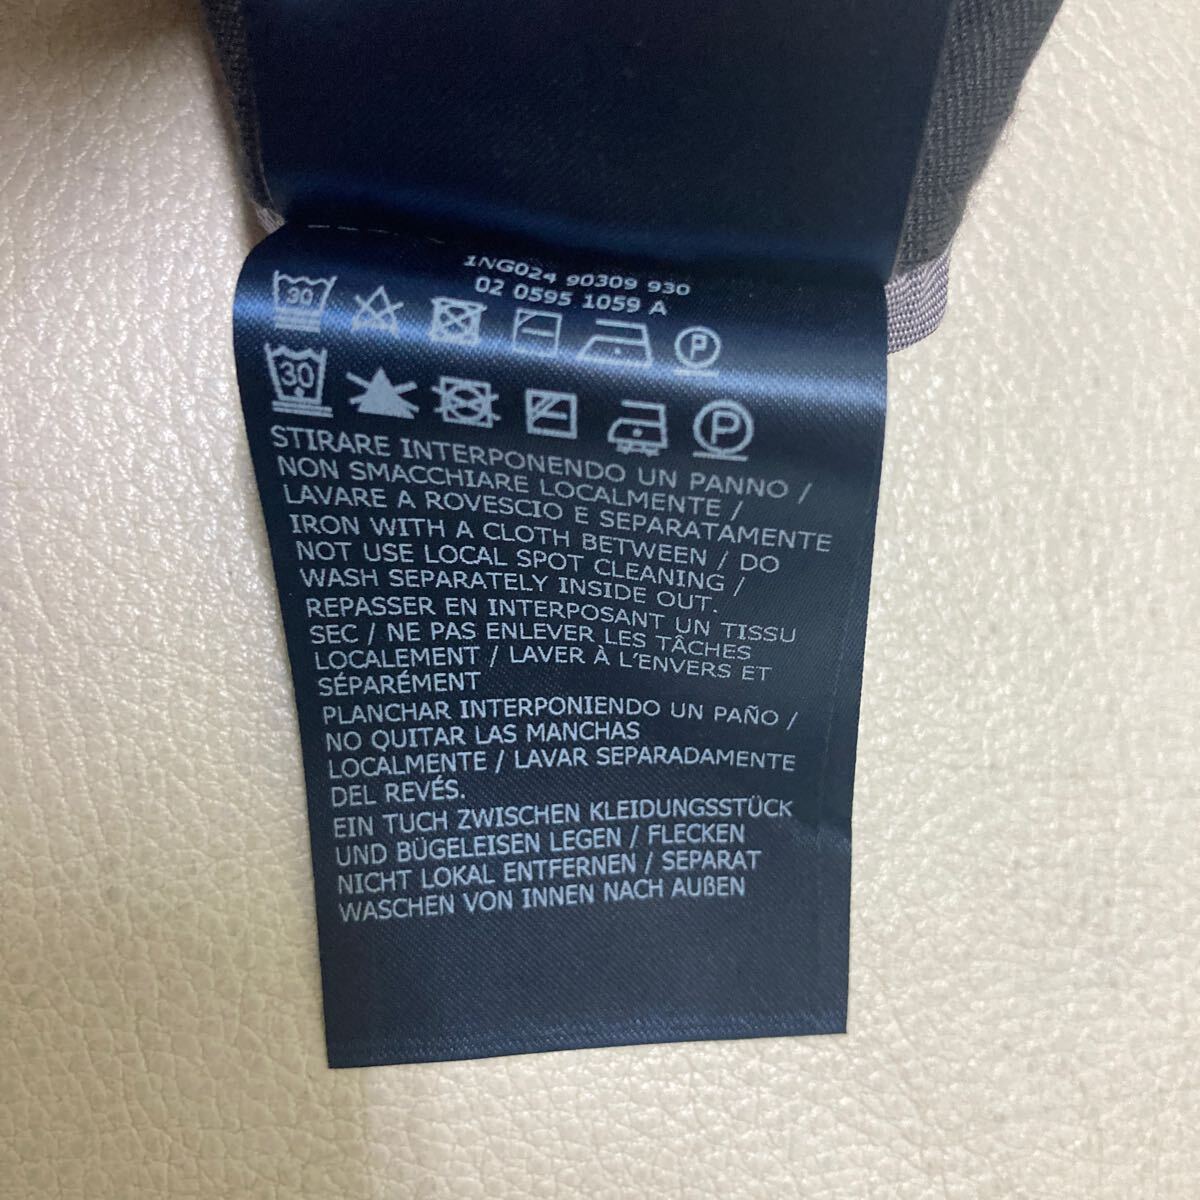 1NG024 90309 930
02 0595 1059 A
30 P
30 P
STIRARE INTERPONENDO UN PANNO /
NON SMACCHIARE LOCALMENTE /
LAVARE A ROVESCIO E SEPARATAMENTE
IRON WITH A CLOTH BETWEEN / DO
NOT USE LOCAL SPOT CLEANING /
WASH SEPARATELY INSIDE OUT.
REPASSER EN INTERPOSANT UN TISSU
SEC / NE PAS ENLEVER LES TÂCHES
LOCALEMENT / LAVER À L'ENVERS ET
SÉPARÉMENT
PLANCHAR INTERPONIENDO UN PAÑO /
NO QUITAR LAS MANCHAS
LOCALMENTE / LAVAR SEPARADAMENTE
DEL REVÉS.
EIN TUCH ZWISCHEN KLEIDUNGSSTÜCK
UND BÜGELEISEN LEGEN / FLECKEN
NICHT LOKAL ENTFERNEN / SEPARAT
WASCHEN VON INNEN NACH AUßEN